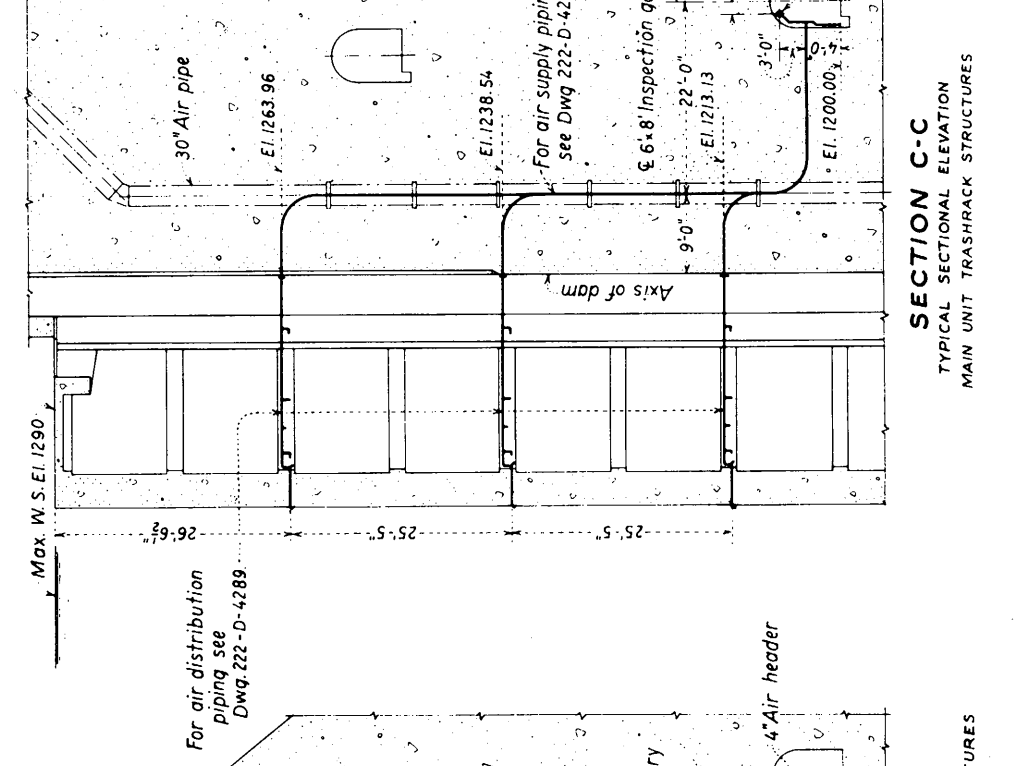 30" Air pipe
El. 1263.96
El. 1238.54
For air supply
see Dwg. 222-D-42
℄ 6'x8' Inspection
22'-0"
El. 1213.13
3'-0"
4'-0
El. 1200.00
9'-0"
Axis of dam
Max. W. S. El. 1290
26'-6½"
25'-5"
25'-5"
For air distribution
piping see
Dwg. 222-D-4289
4" Air header
SECTION C-C
TYPICAL SECTIONAL ELEVATION
MAIN UNIT TRASHRACK STRUCTURES